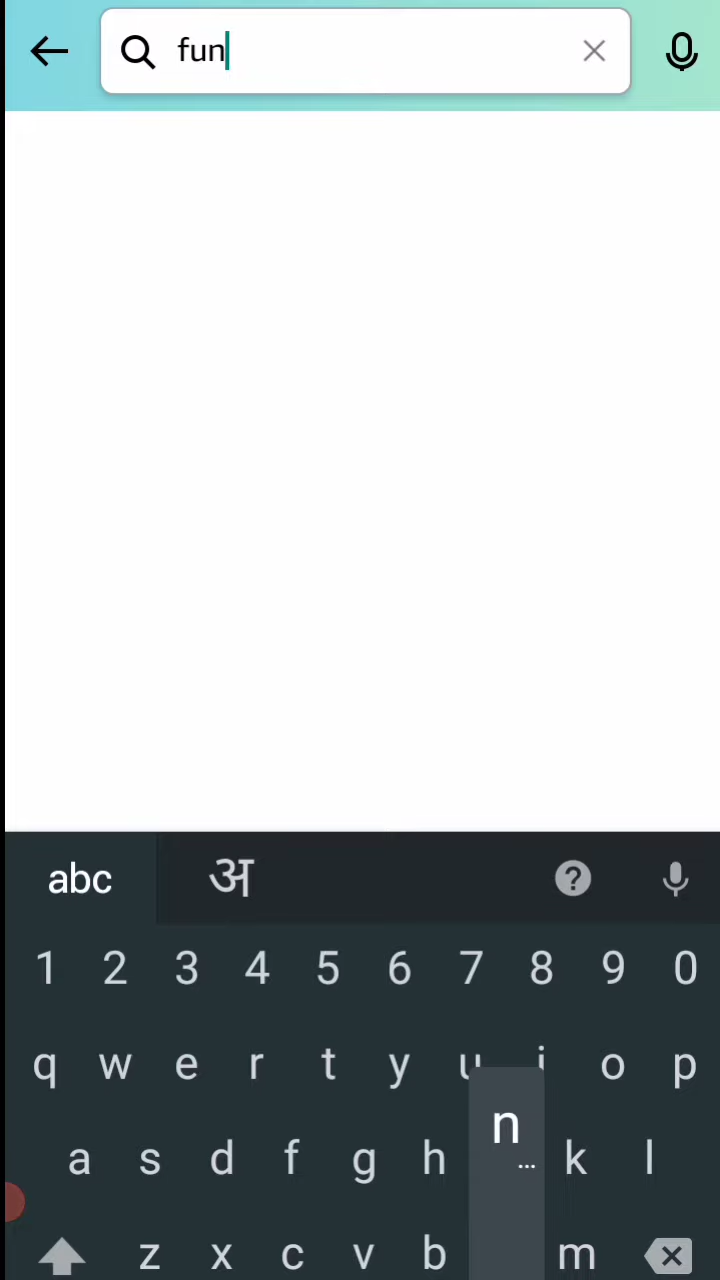 fun
abc अ
1 2 3 4 5 6 7 8 9 0
q w e r t y u i o p
a s d f g h n... k l
z x c v b m